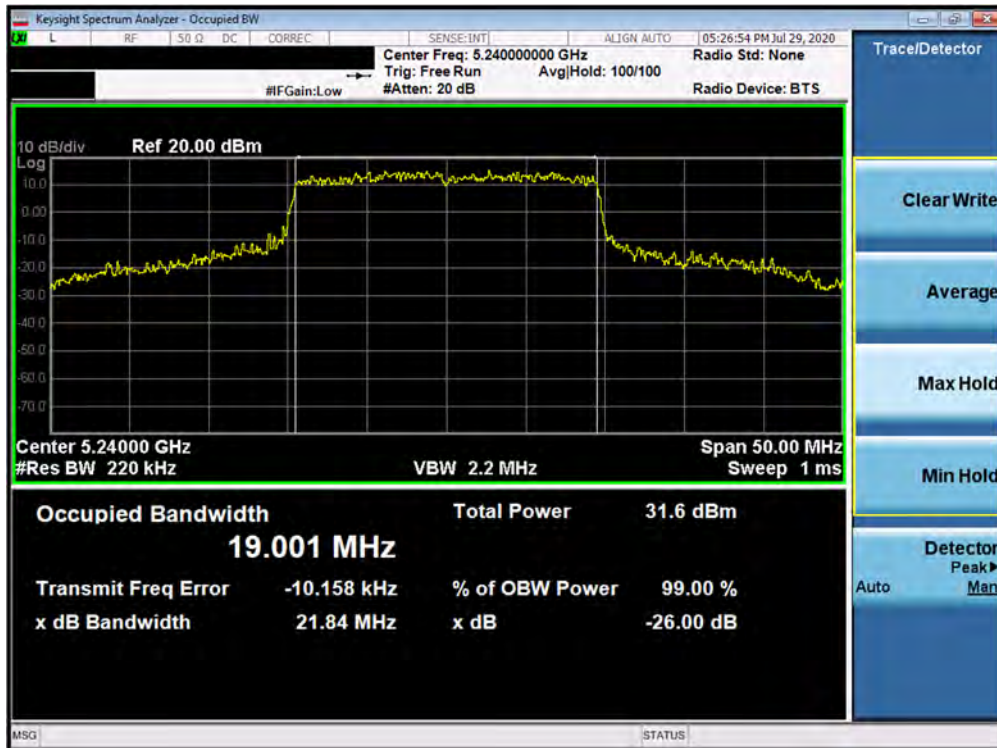 Keysight Spectrum Analyzer - Occupied BW
LXI L RF 50 Ω DC CORREC SENSE:INT ALIGN AUTO 05:26:54 PM Jul 29, 2020
Center Freq: 5.240000000 GHz Radio Std: None
Trig: Free Run Avg|Hold: 100/100
#IFGain:Low #Atten: 20 dB Radio Device: BTS
10 dB/div Ref 20.00 dBm
Log
10.0
0.00
-10.0
-20.0
-30.0
-40.0
-50.0
-60.0
-70.0
Center 5.24000 GHz Span 50.00 MHz
#Res BW 220 kHz VBW 2.2 MHz Sweep 1 ms
Occupied Bandwidth Total Power 31.6 dBm
19.001 MHz
Transmit Freq Error -10.158 kHz % of OBW Power 99.00 %
x dB Bandwidth 21.84 MHz x dB -26.00 dB
MSG STATUS
Trace/Detector
Clear Write
Average
Max Hold
Min Hold
Detector
Peak▶
Auto Man